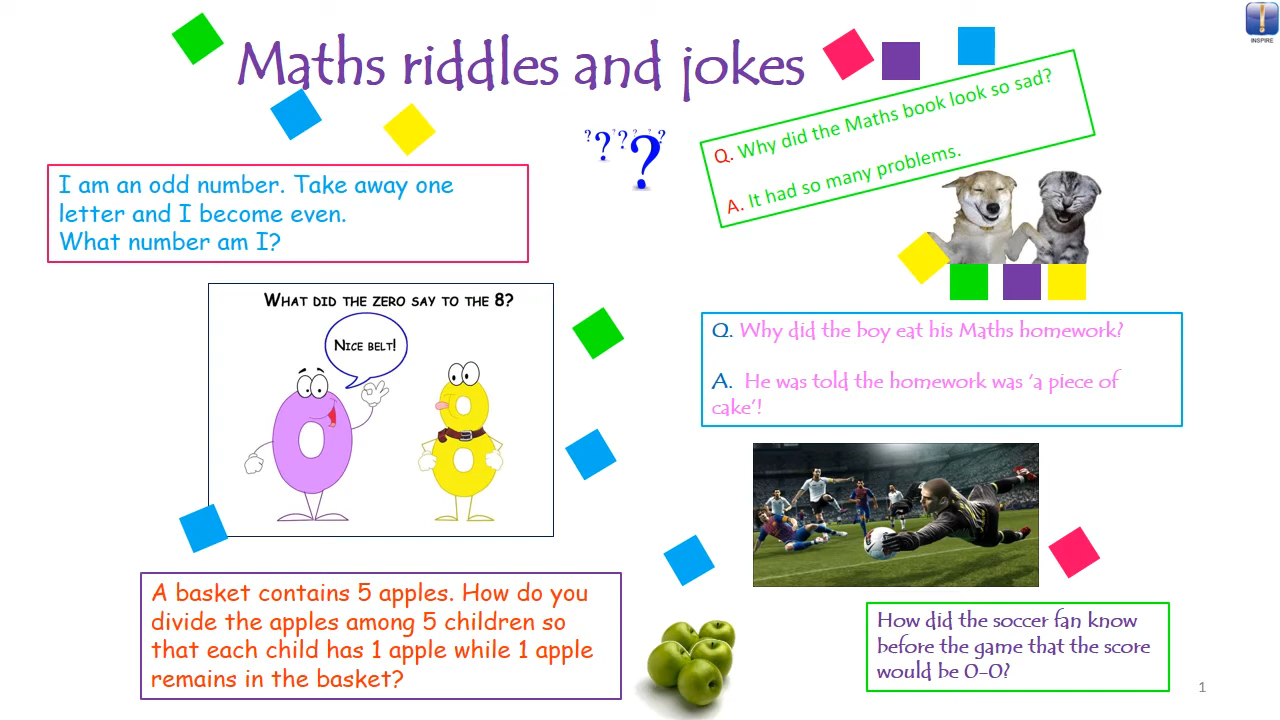 INSPIRE
Maths riddles and jokes
? ? ? ? ? ? ?
Q. Why did the Maths book look so sad?
A. It had so many problems.
I am an odd number. Take away one
letter and I become even.
What number am I?
WHAT DID THE ZERO SAY TO THE 8?
NICE BELT!
Q. Why did the boy eat his Maths homework?
A. He was told the homework was ‘a piece of
cake’!
A basket contains 5 apples. How do you
divide the apples among 5 children so
that each child has 1 apple while 1 apple
remains in the basket?
How did the soccer fan know
before the game that the score
would be 0-0?
1